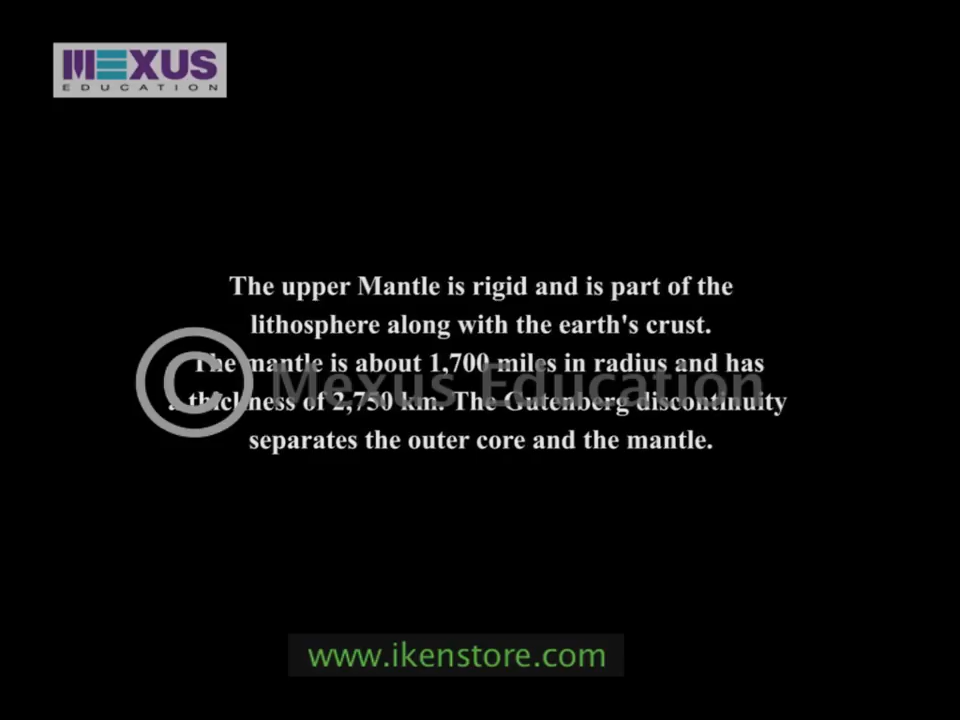 MEXUS
EDUCATION
The upper Mantle is rigid and is part of the
lithosphere along with the earth's crust.
The mantle is about 1,700 miles in radius and has
a thickness of 2,750 km. The Gutenberg discontinuity
separates the outer core and the mantle.
© Mexus Education
www.ikenstore.com